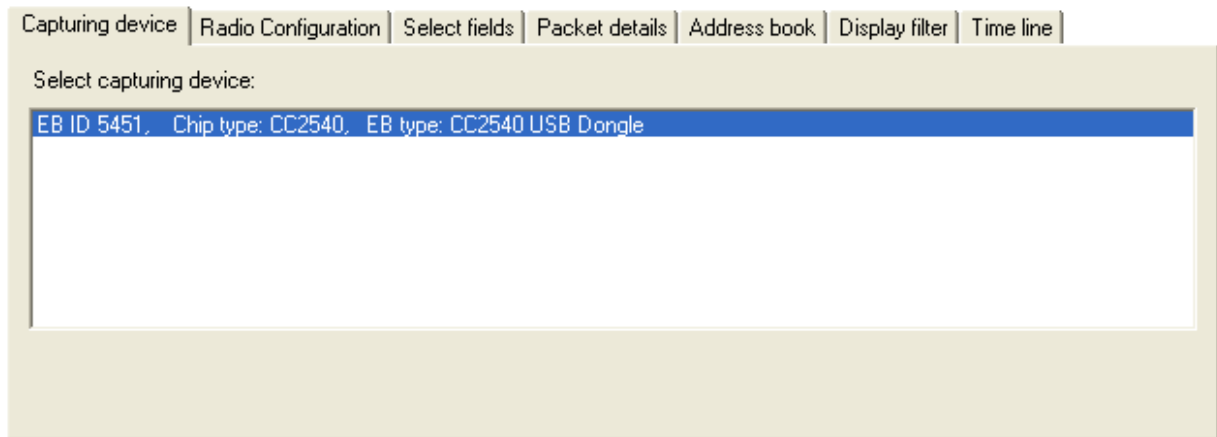 Capturing device Radio Configuration Select fields Packet details Address book Display filter Time line
Select capturing device:
EB ID 5451, Chip type: CC2540, EB type: CC2540 USB Dongle